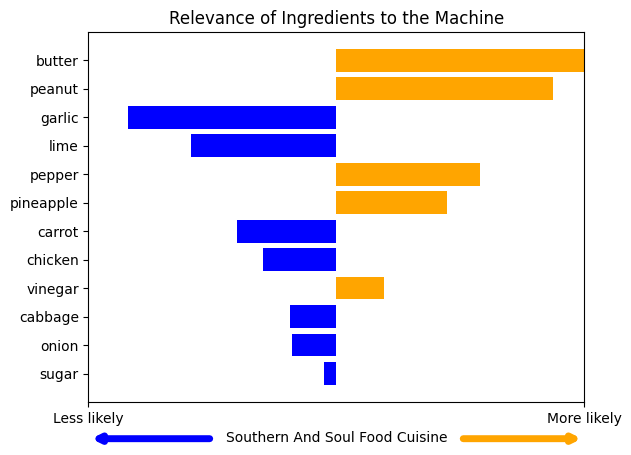 Relevance of Ingredients to the Machine
butter
peanut
garlic
lime
pepper
pineapple
carrot
chicken
vinegar
cabbage
onion
sugar
Less likely
More likely
Southern And Soul Food Cuisine